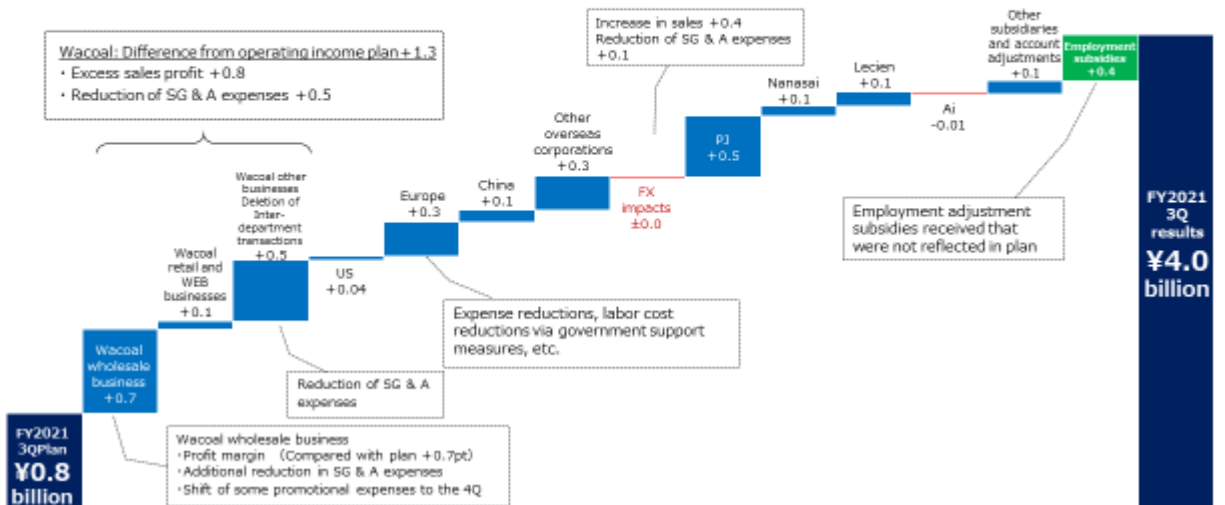 Wacoal: Difference from operating income plan+1.3
・Excess sales profit +0.8
・Reduction of SG & A expenses +0.5
Increase in sales +0.4
Reduction of SG & A expenses
+0.1
Other
subsidiaries
and account
adjustments
+0.1
Employment
subsidies
+0.4
Lecien
+0.1
Nanasai
+0.1
Ai
-0.01
PJ
+0.5
Other
overseas
corporations
+0.3
FX
impacts
±0.0
China
+0.1
Europe
+0.3
Wacoal other
businesses
Deletion of
Inter-
department
transactions
+0.5
US
+0.04
Wacoal
retail and
WEB
businesses
+0.1
Employment adjustment
subsidies received that
were not reflected in plan
FY2021
3Q
results
¥4.0
billion
Expense reductions, labor cost
reductions via government support
measures, etc.
Wacoal
wholesale
business
+0.7
Reduction of SG & A
expenses
FY2021
3QPlan
¥0.8
billion
Wacoal wholesale business
・Profit margin （Compared with plan +0.7pt）
・Additional reduction in SG & A expenses
・Shift of some promotional expenses to the 4Q